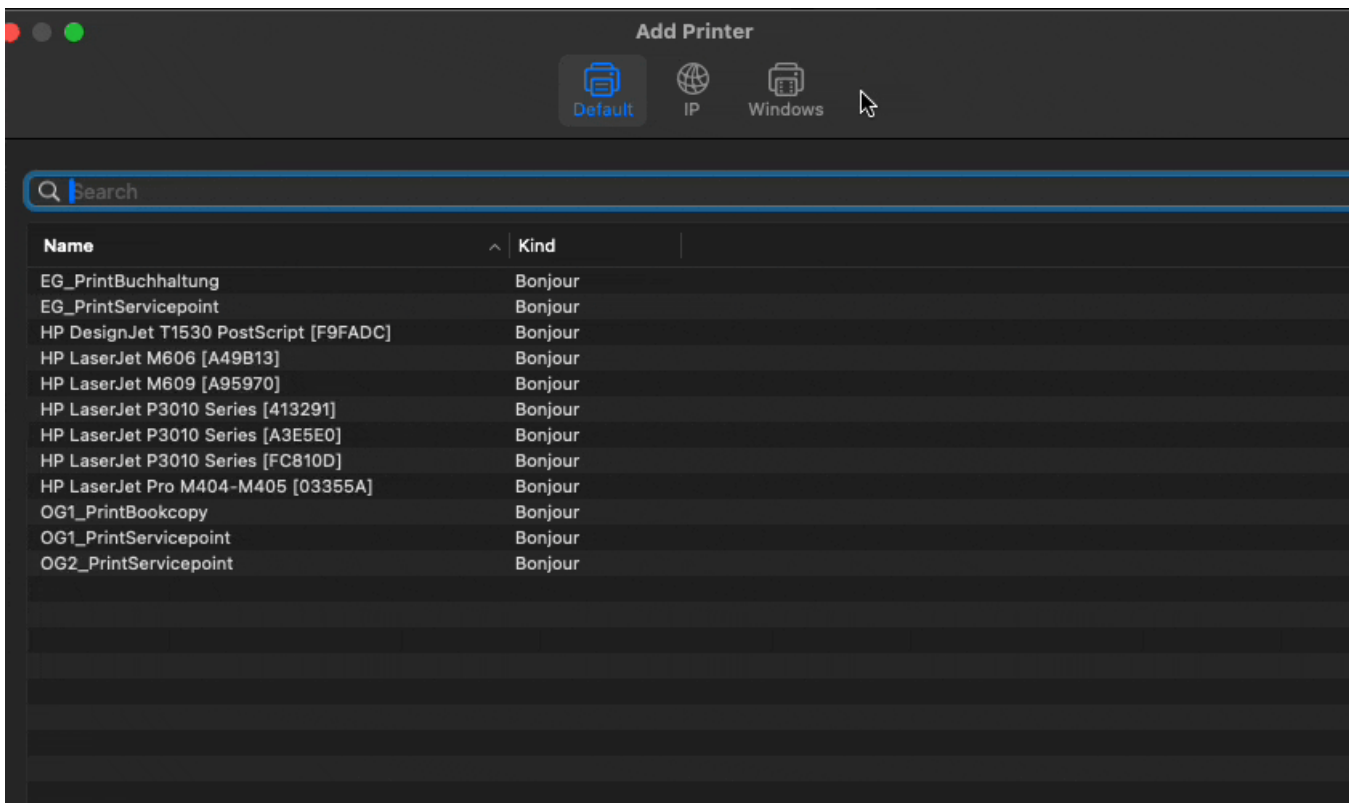 Add Printer
Default IP Windows
Search
Name Kind
EG_PrintBuchhaltung Bonjour
EG_PrintServicepoint Bonjour
HP DesignJet T1530 PostScript [F9FADC] Bonjour
HP LaserJet M606 [A49B13] Bonjour
HP LaserJet M609 [A95970] Bonjour
HP LaserJet P3010 Series [413291] Bonjour
HP LaserJet P3010 Series [A3E5E0] Bonjour
HP LaserJet P3010 Series [FC810D] Bonjour
HP LaserJet Pro M404-M405 [03355A] Bonjour
OG1_PrintBookcopy Bonjour
OG1_PrintServicepoint Bonjour
OG2_PrintServicepoint Bonjour